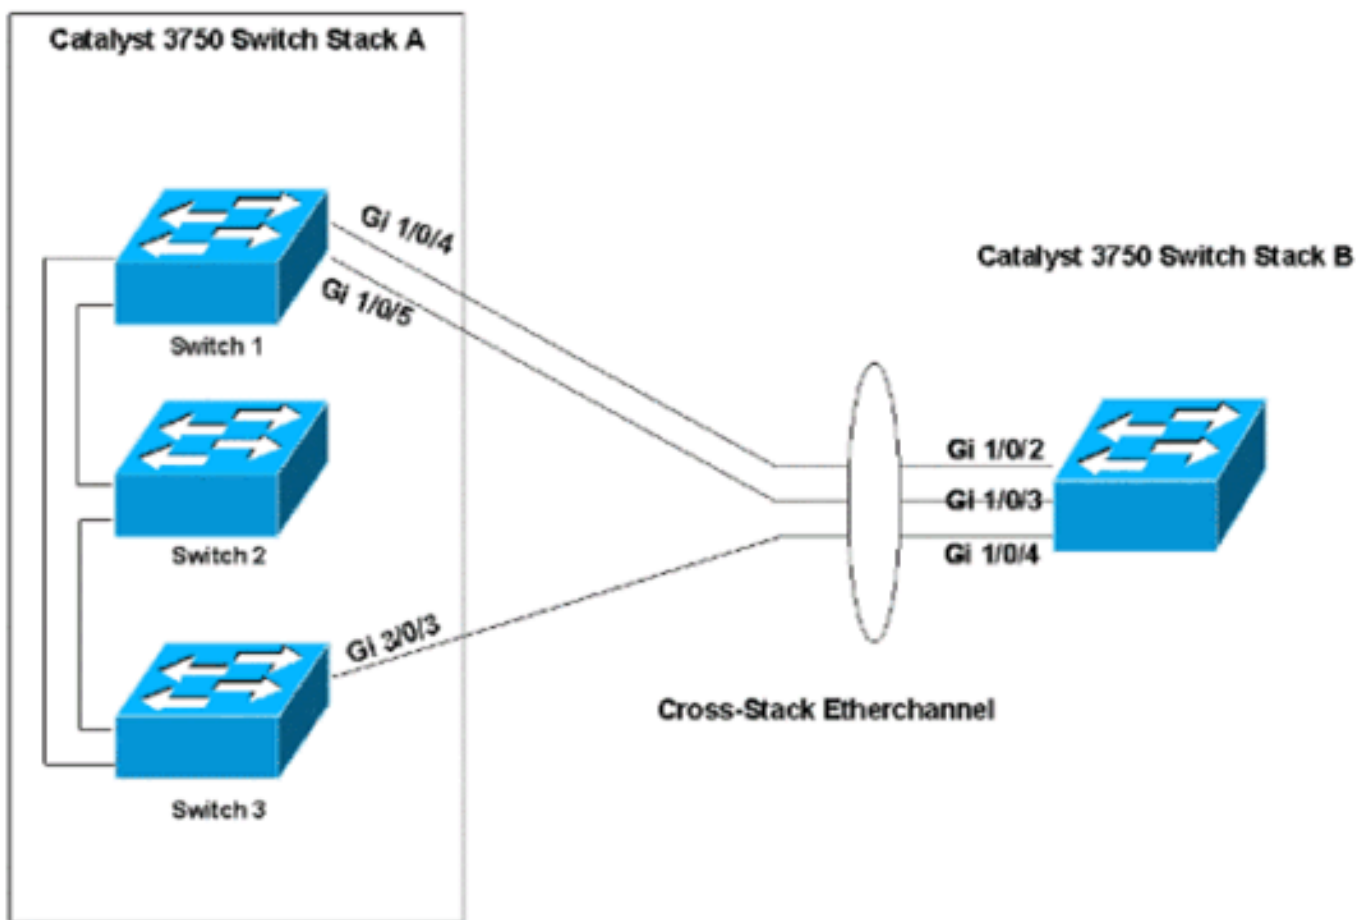 Catalyst 3750 Switch Stack A
Gi 1/0/4
Gi 1/0/5
Switch 1
Switch 2
Gi 3/0/3
Switch 3
Catalyst 3750 Switch Stack B
Gi 1/0/2
Gi 1/0/3
Gi 1/0/4
Cross-Stack Etherchannel